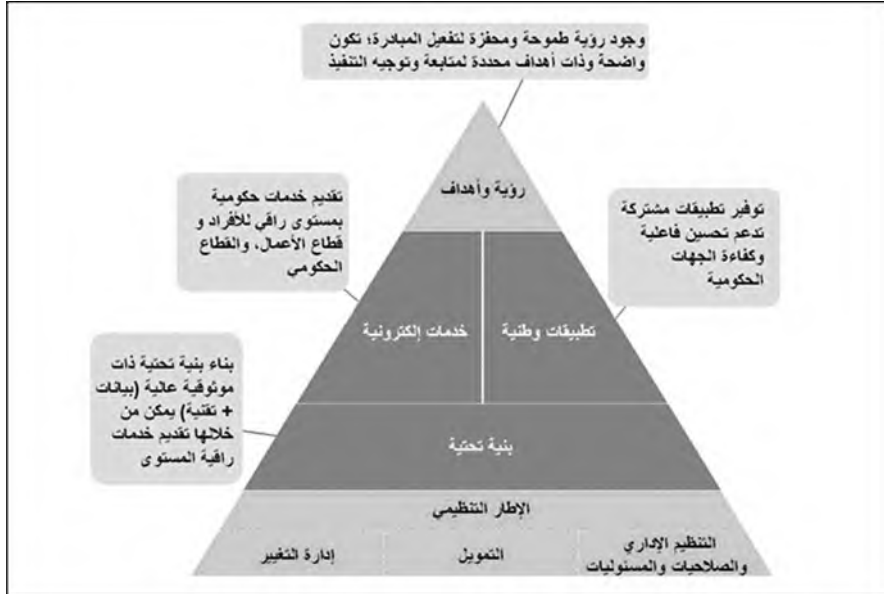 وجود رؤية طموحة ومحفزة لتفعيل المبادرة؛ تكون
واضحة وذات أهداف محددة لمتابعة وتوجيه التنفيذ
رؤية وأهداف
توفير تطبيقات مشتركة
تدعم تحسين فاعلية
وكفاءة الجهات
الحكومية
تقديم خدمات حكومية
بمستوى راقي للأفراد و
قطاع الأعمال، والقطاع
الحكومي
تطبيقات وطنية
خدمات إلكترونية
بناء بنية تحتية ذات
موثوقية عالية (بيانات
+ تقنية) يمكن من
خلالها تقديم خدمات
راقية المستوى
بنية تحتية
الإطار التنظيمي
التنظيم الإداري
والصلاحيات والمسئوليات
التمويل
إدارة التغيير